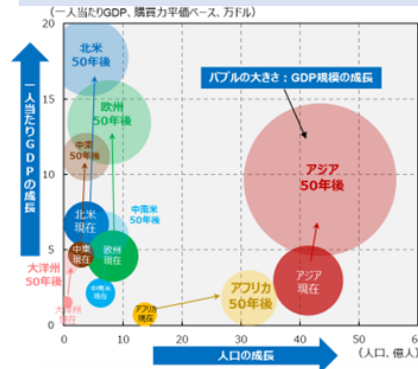 (一人当たりGDP、購買力平価ベース、万ドル)
20
15
10
5
0
0
10
20
30
40
50
60
(人口、億人)
一人当たりGDPの成長
人口の成長
バブルの大きさ:GDP規模の成長
北米
50年後
欧州
50年後
中東
50年後
アジア
50年後
中南米
50年後
北米
現在
中東
現在
欧州
現在
大洋州
50年後
中南米
現在
大洋州
現在
アフリカ
現在
アフリカ
50年後
アジア
現在